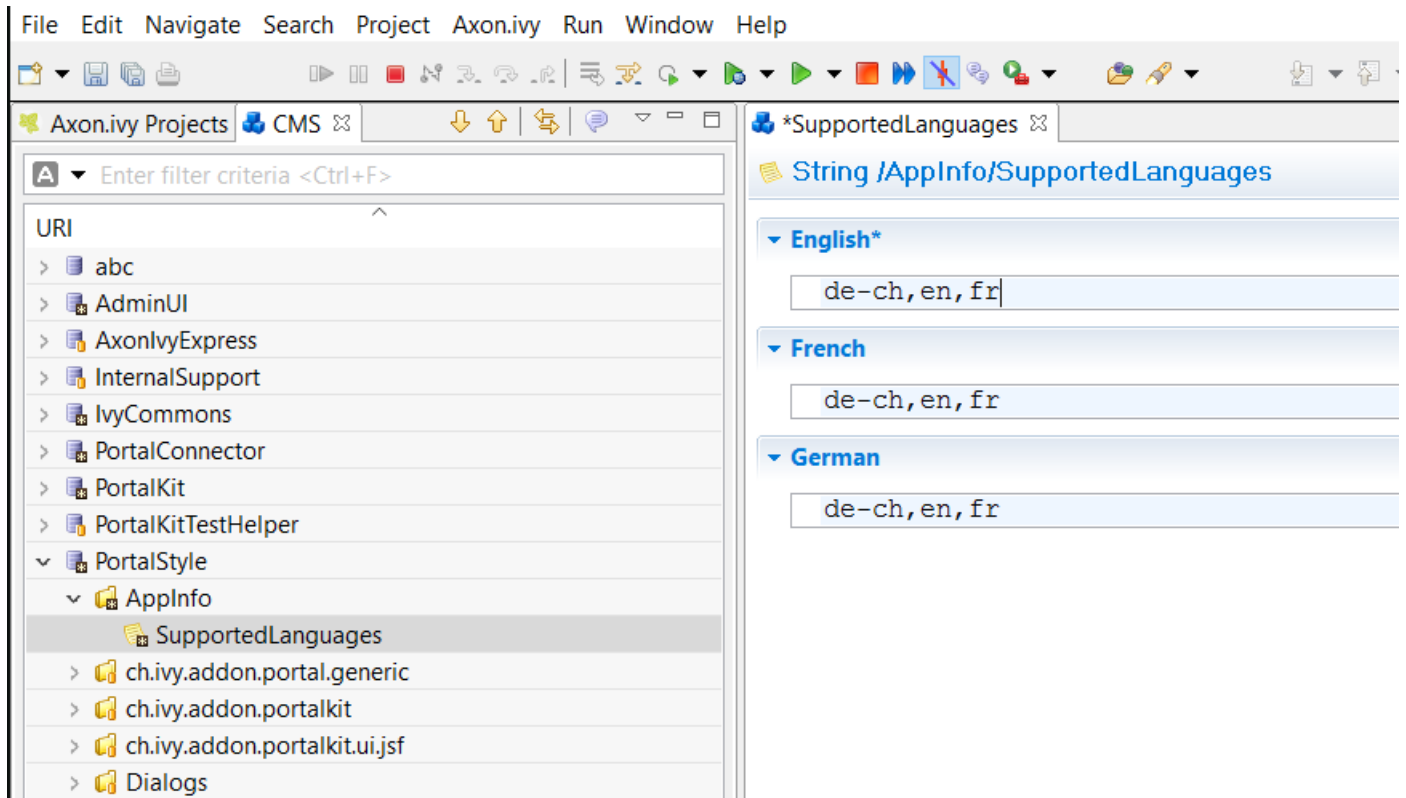 File Edit Navigate Search Project Axon.ivy Run Window Help
Axon.ivy Projects CMS
*SupportedLanguages
A Enter filter criteria <Ctrl+F>
String /AppInfo/SupportedLanguages
URI
abc
AdminUI
AxonIvyExpress
InternalSupport
IvyCommons
PortalConnector
PortalKit
PortalKitTestHelper
PortalStyle
AppInfo
SupportedLanguages
ch.ivy.addon.portal.generic
ch.ivy.addon.portalkit
ch.ivy.addon.portalkit.ui.jsf
Dialogs
English*
de-ch,en,fr
French
de-ch,en,fr
German
de-ch,en,fr